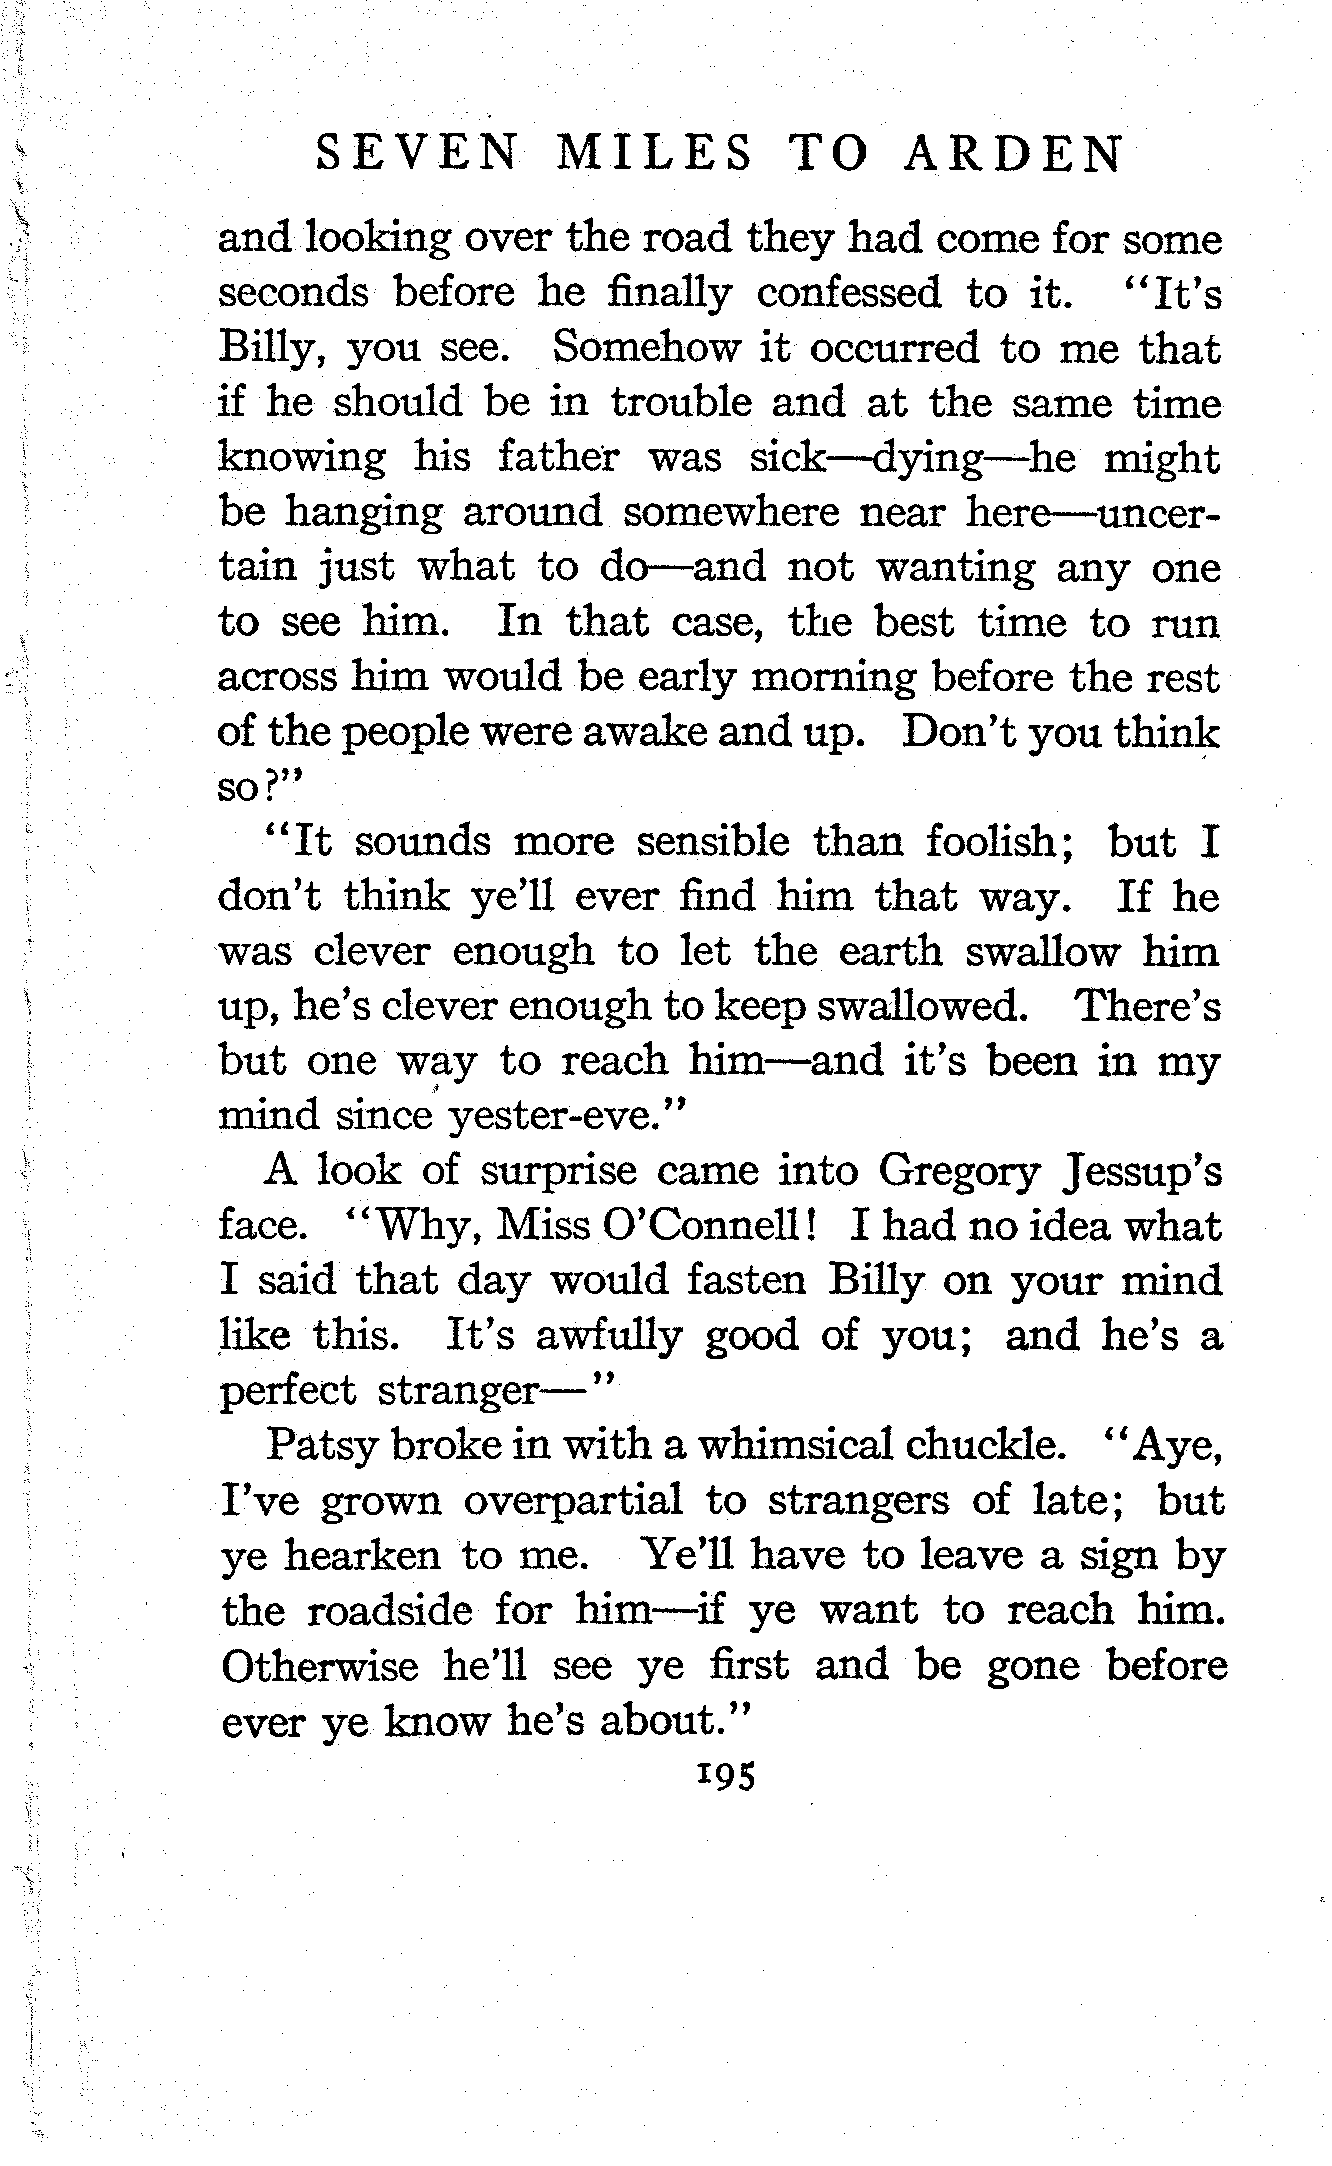 SEVEN MILES TO ARDEN
and looking over the road they had come for some
seconds before he finally confessed to it. "It's
Billy, you see. Somehow it occurred to me that
if he should be in trouble and at the same time
knowing his father was sick—dying—he might
be hanging around somewhere near here—uncer-
tain just what to do—and not wanting any one
to see him. In that case, the best time to run
across him would be early morning before the rest
of the people were awake and up. Don't you think
so?"
"It sounds more sensible than foolish; but I
don't think ye'll ever find him that way. If he
was clever enough to let the earth swallow him
up, he's clever enough to keep swallowed. There's
but one way to reach him—and it's been in my
mind since yester-eve."
A look of surprise came into Gregory Jessup's
face. "Why, Miss O'Connell! I had no idea what
I said that day would fasten Billy on your mind
like this. It's awfully good of you; and he's a
perfect stranger—"
Patsy broke in with a whimsical chuckle. "Aye,
I've grown overpartial to strangers of late; but
ye hearken to me. Ye'll have to leave a sign by
the roadside for him—if ye want to reach him.
Otherwise he'll see ye first and be gone before
ever ye know he's about."
195